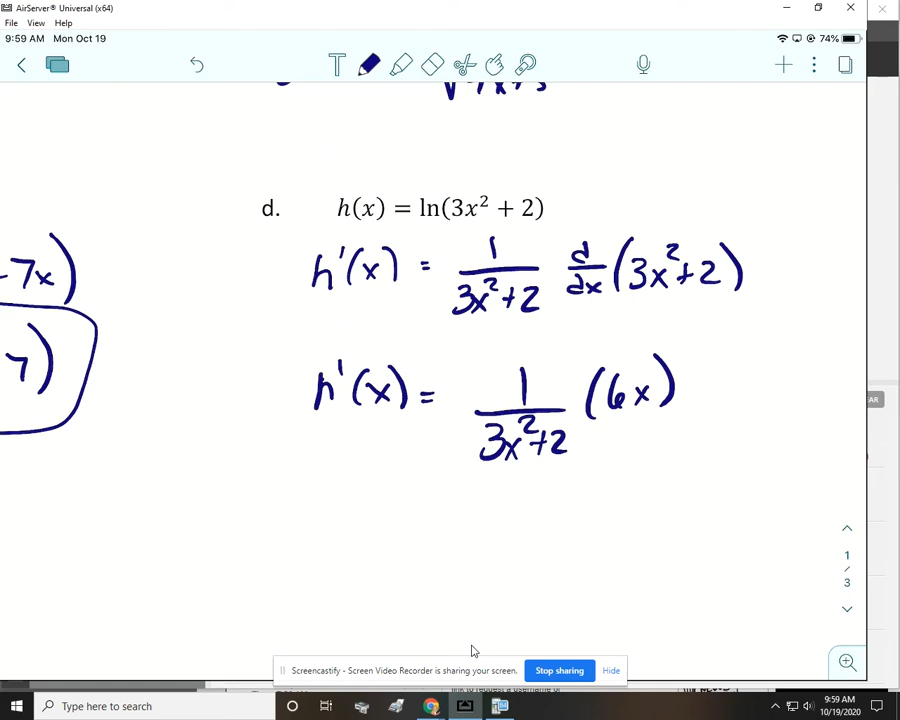 AirServer® Universal (x64)
File View Help
9:59 AM Mon Oct 19
74%
d. h(x) = ln(3x² + 2)
-7x)
h'(x) = 1/(3x²+2) d/dx (3x²+2)
h'(x) = 1/(3x²+2) (6x)
1
/
3
Screencastify - Screen Video Recorder is sharing your screen. Stop sharing Hide
Type here to search
9:59 AM
10/19/2020